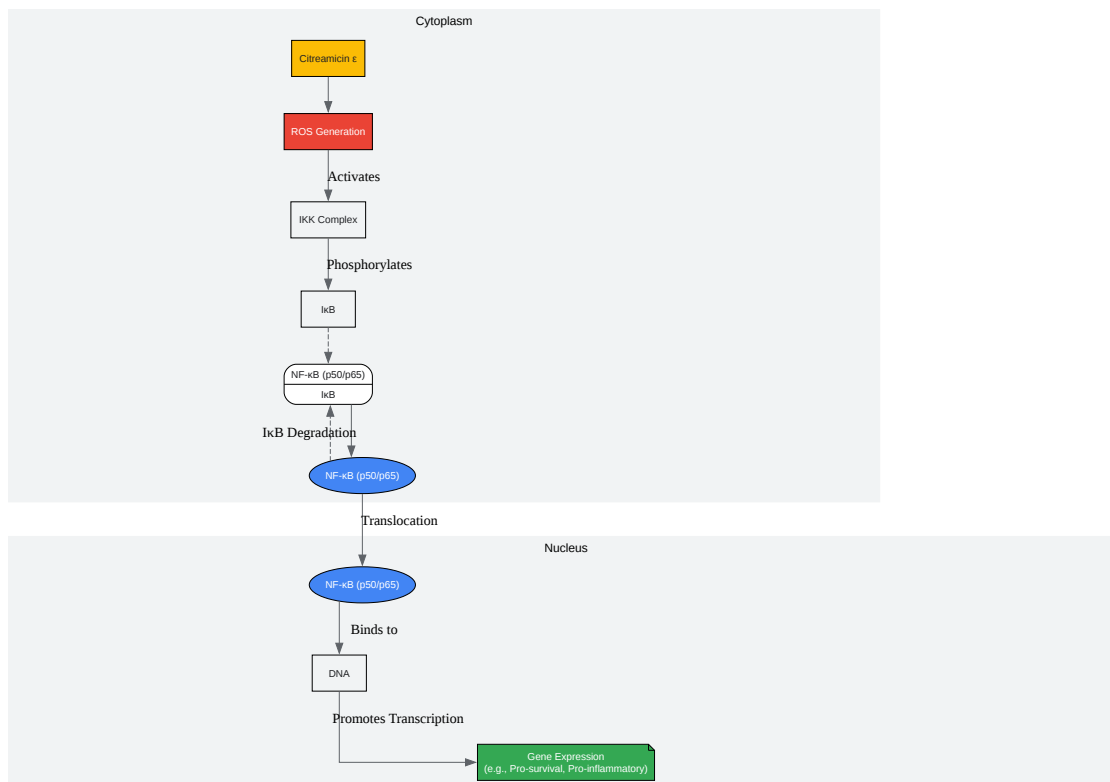 Cytoplasm
Citreamicin ε
ROS Generation
Activates
IKK Complex
Phosphorylates
IκB
NF-κB (p50/p65)
IκB
IκB Degradation
NF-κB (p50/p65)
Translocation
Nucleus
NF-κB (p50/p65)
Binds to
DNA
Promotes Transcription
Gene Expression
(e.g., Pro-survival, Pro-inflammatory)